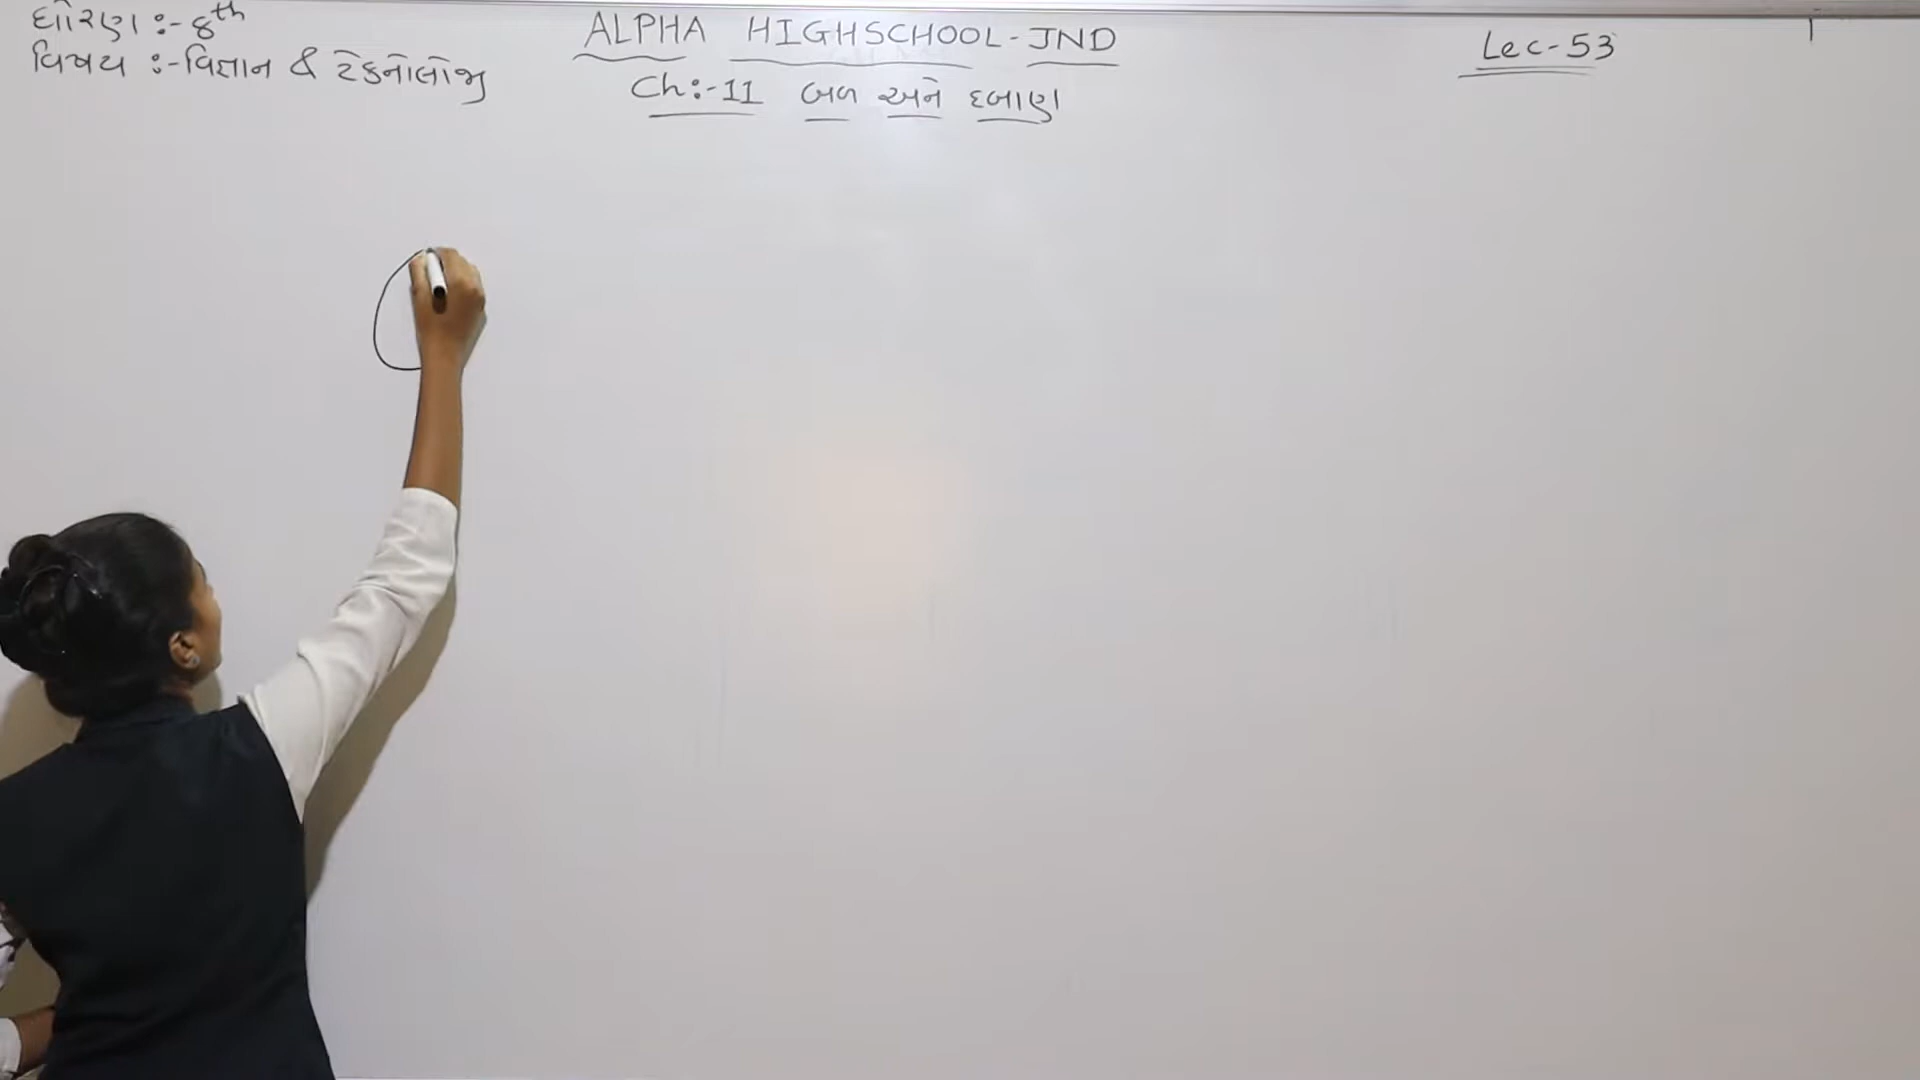 ધોરણ :- 8th
વિષય :- વિજ્ઞાન & ટેકનોલોજી
ALPHA HIGHSCHOOL - JND
Ch :- 11 બળ અને દબાણ
Lec - 53